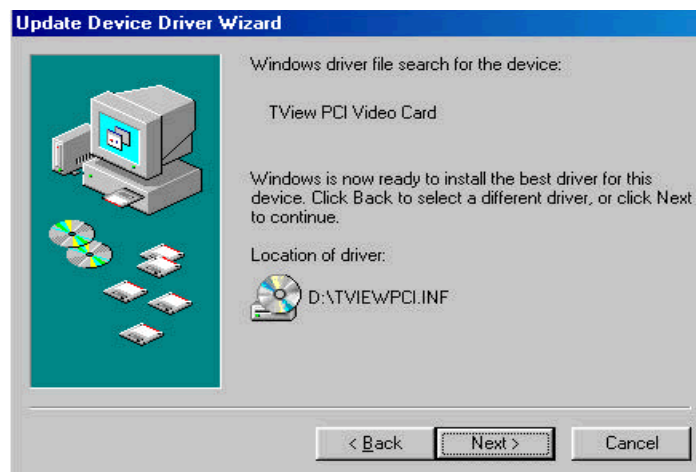 Update Device Driver Wizard
Windows driver file search for the device:
TView PCI Video Card
Windows is now ready to install the best driver for this
device. Click Back to select a different driver, or click Next
to continue.
Location of driver:
D:\TVIEWPCI.INF
< Back
Next >
Cancel